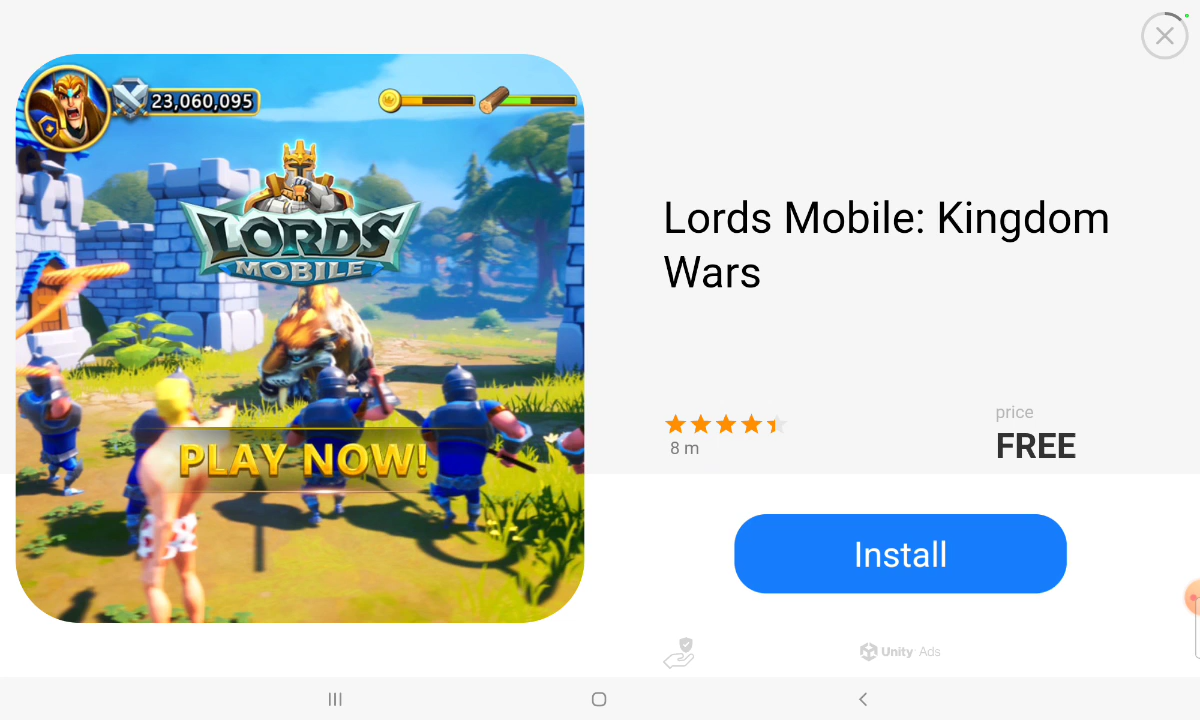 23,060,095
LORDS
MOBILE
PLAY NOW!
Lords Mobile: Kingdom
Wars
8 m
price
FREE
Install
Unity Ads